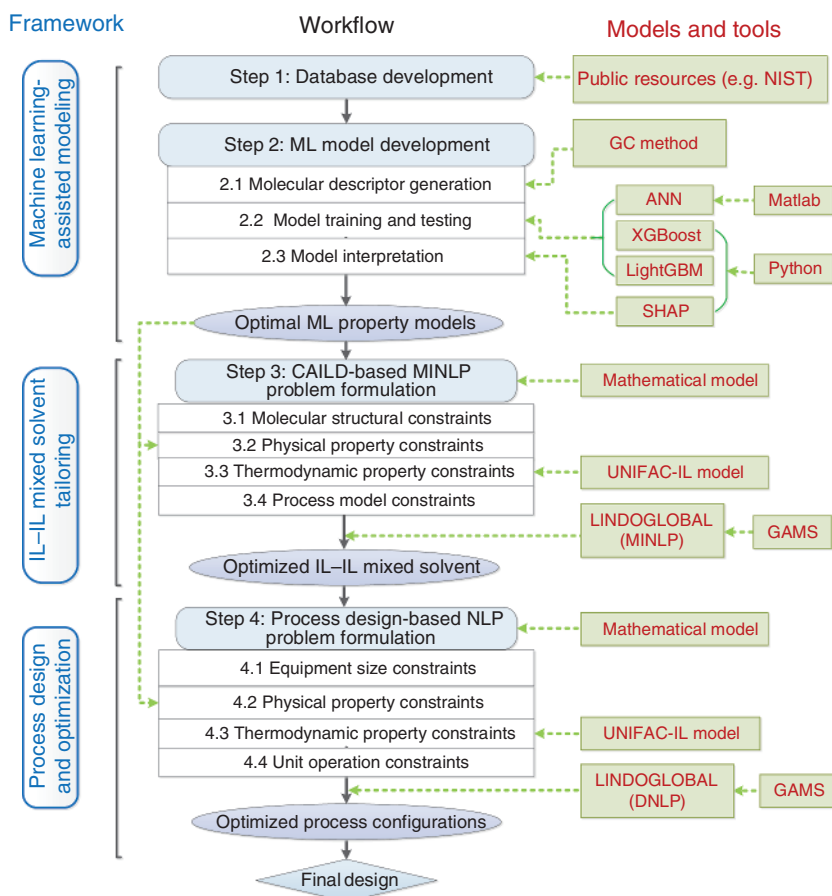 Framework
Workflow
Models and tools
Machine learning-
assisted modeling
Step 1: Database development
Public resources (e.g. NIST)
Step 2: ML model development
GC method
2.1 Molecular descriptor generation
2.2 Model training and testing
2.3 Model interpretation
ANN
Matlab
XGBoost
LightGBM
Python
SHAP
Optimal ML property models
IL–IL mixed solvent
tailoring
Step 3: CAILD-based MINLP
problem formulation
Mathematical model
3.1 Molecular structural constraints
3.2 Physical property constraints
3.3 Thermodynamic property constraints
UNIFAC-IL model
3.4 Process model constraints
LINDOGLOBAL
(MINLP)
GAMS
Optimized IL–IL mixed solvent
Process design
and optimization
Step 4: Process design-based NLP
problem formulation
Mathematical model
4.1 Equipment size constraints
4.2 Physical property constraints
4.3 Thermodynamic property constraints
UNIFAC-IL model
4.4 Unit operation constraints
LINDOGLOBAL
(DNLP)
GAMS
Optimized process configurations
Final design